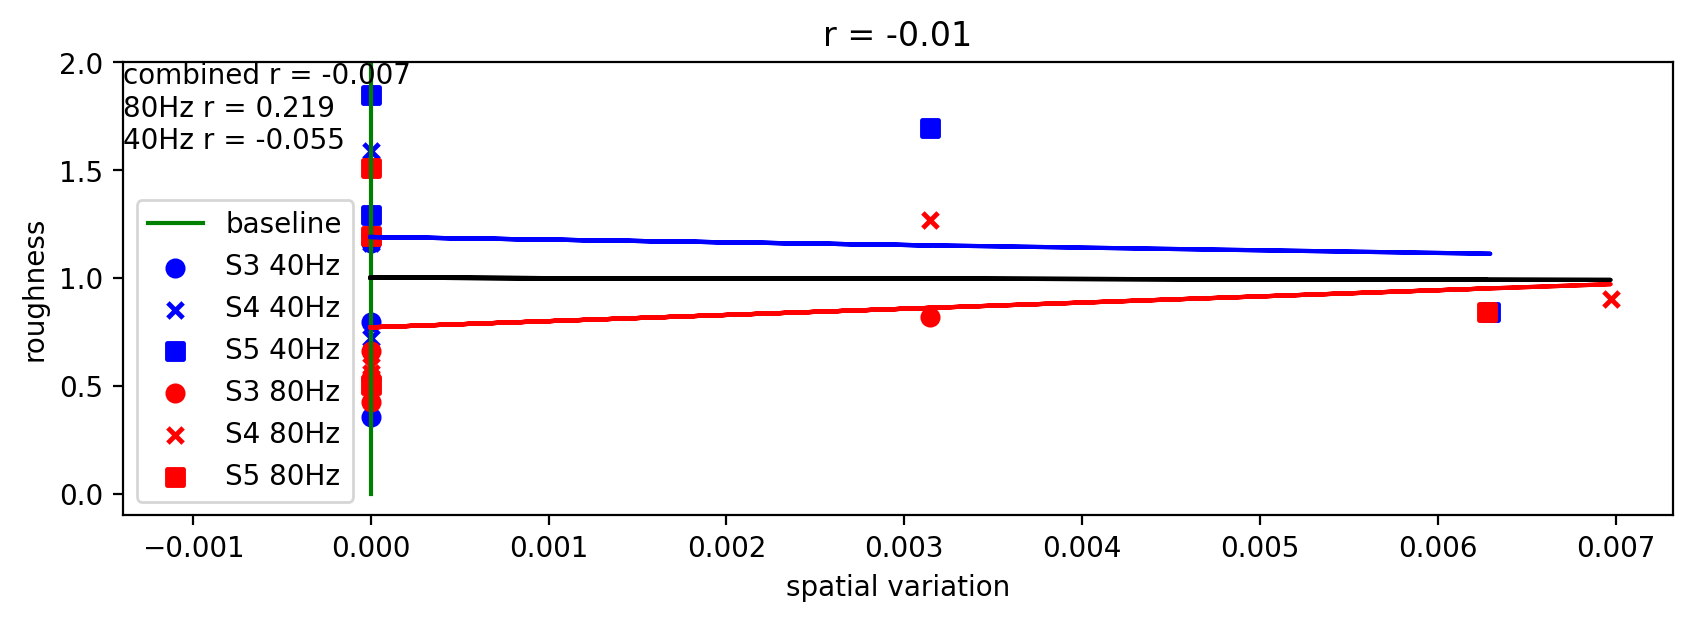 r = -0.01
combined r = -0.007
80Hz r = 0.219
40Hz r = -0.055
baseline
S3 40Hz
S4 40Hz
S5 40Hz
S3 80Hz
S4 80Hz
S5 80Hz
roughness
2.0
1.5
1.0
0.5
0.0
−0.001 0.000 0.001 0.002 0.003 0.004 0.005 0.006 0.007
spatial variation